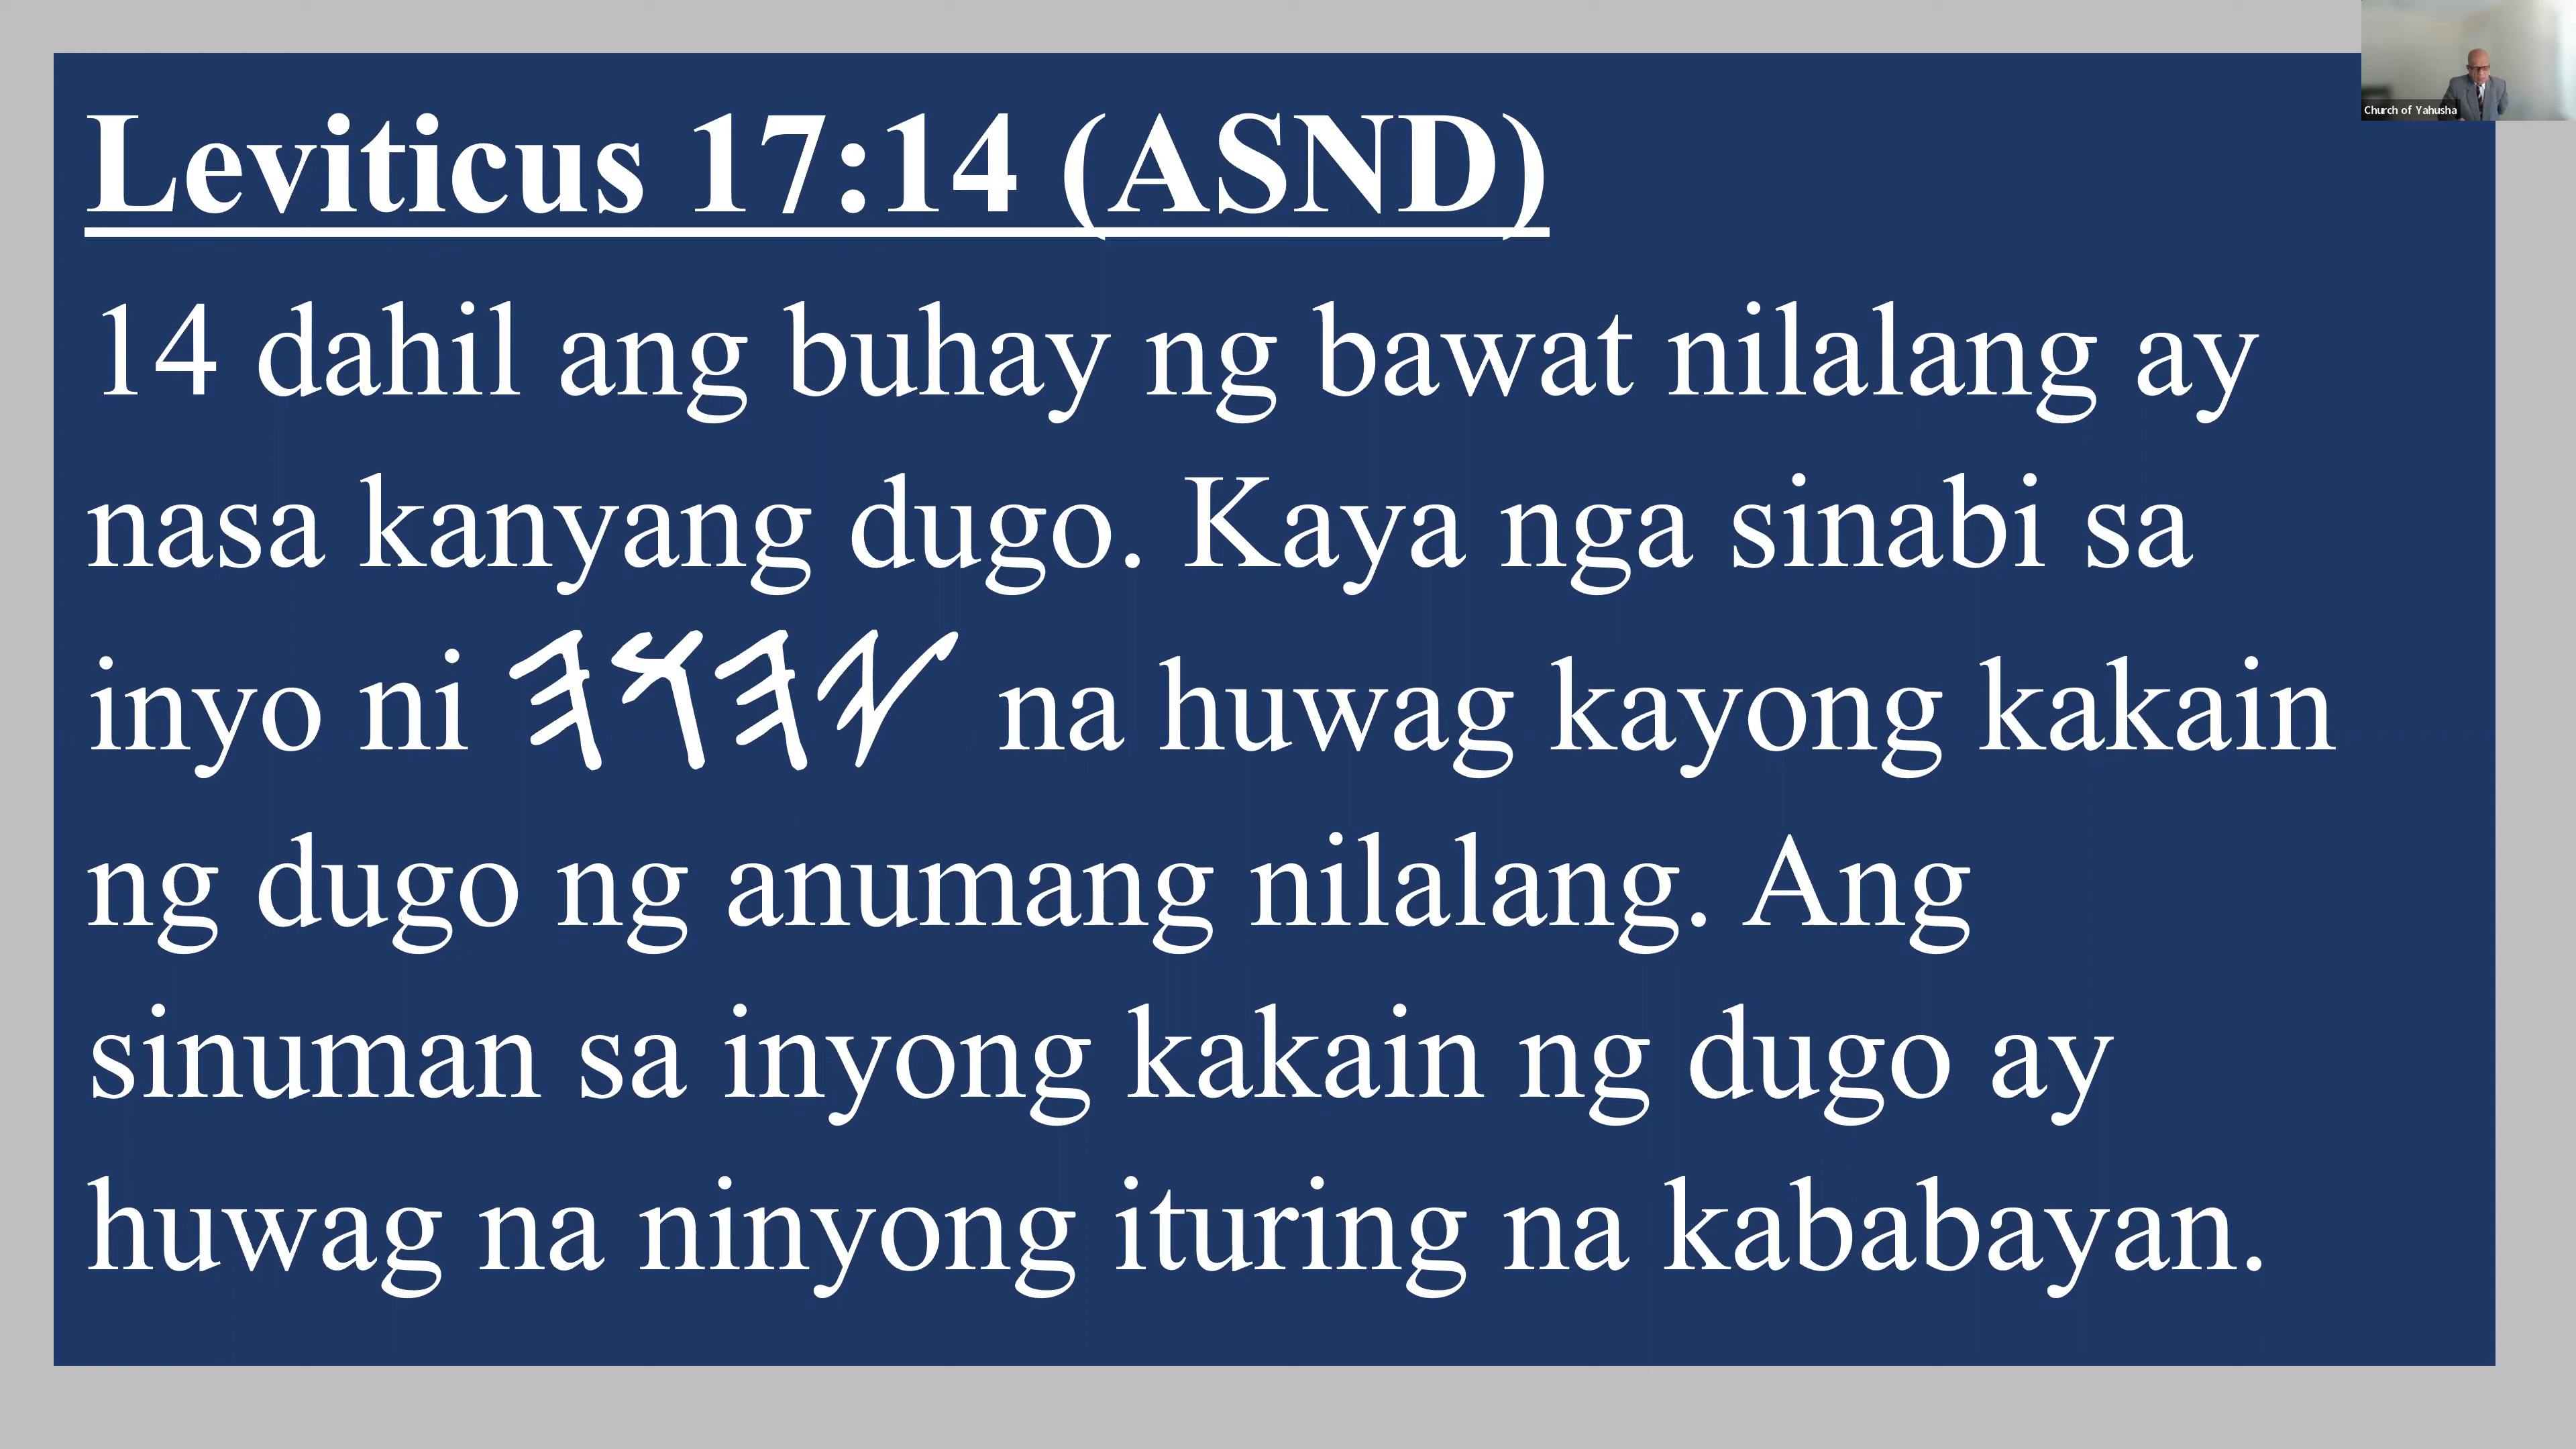 Leviticus 17:14 (ASND)
14 dahil ang buhay ng bawat nilalang ay
nasa kanyang dugo. Kaya nga sinabi sa
inyo ni 𐤉𐤄𐤅𐤄 na huwag kayong kakain
ng dugo ng anumang nilalang. Ang
sinuman sa inyong kakain ng dugo ay
huwag na ninyong ituring na kababayan.
Church of Yahusha